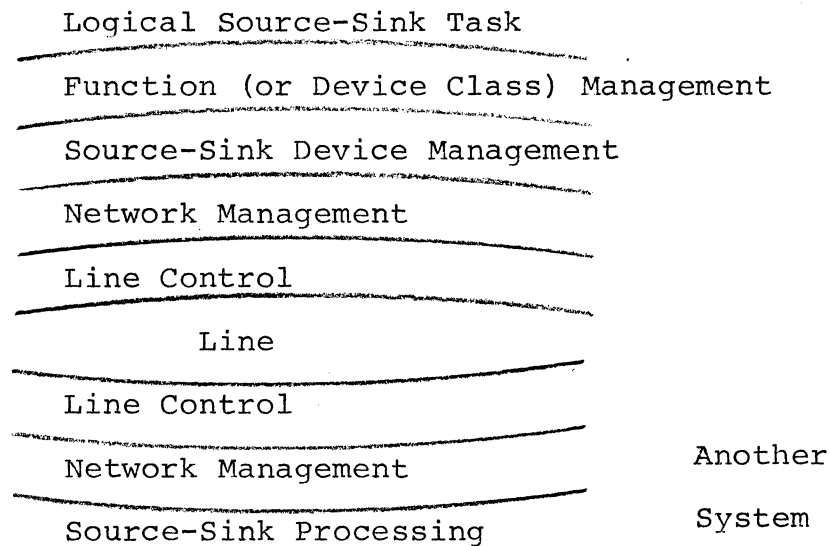 Logical Source-Sink Task
Function (or Device Class) Management
Source-Sink Device Management
Network Management
Line Control
Line
Line Control
Network Management
Another
Source-Sink Processing
System